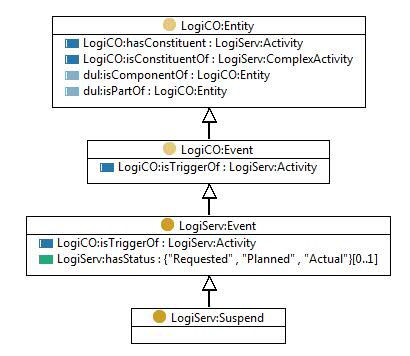 LogiCO:Entity
LogiCO:hasConstituent : LogiServ:Activity
LogiCO:isConstituentOf : LogiServ:ComplexActivity
dul:isComponentOf : LogiCO:Entity
dul:isPartOf : LogiCO:Entity
LogiCO:Event
LogiCO:isTriggerOf : LogiServ:Activity
LogiServ:Event
LogiCO:isTriggerOf : LogiServ:Activity
LogiServ:hasStatus : {"Requested" , "Planned" , "Actual"}[0..1]
LogiServ:Suspend